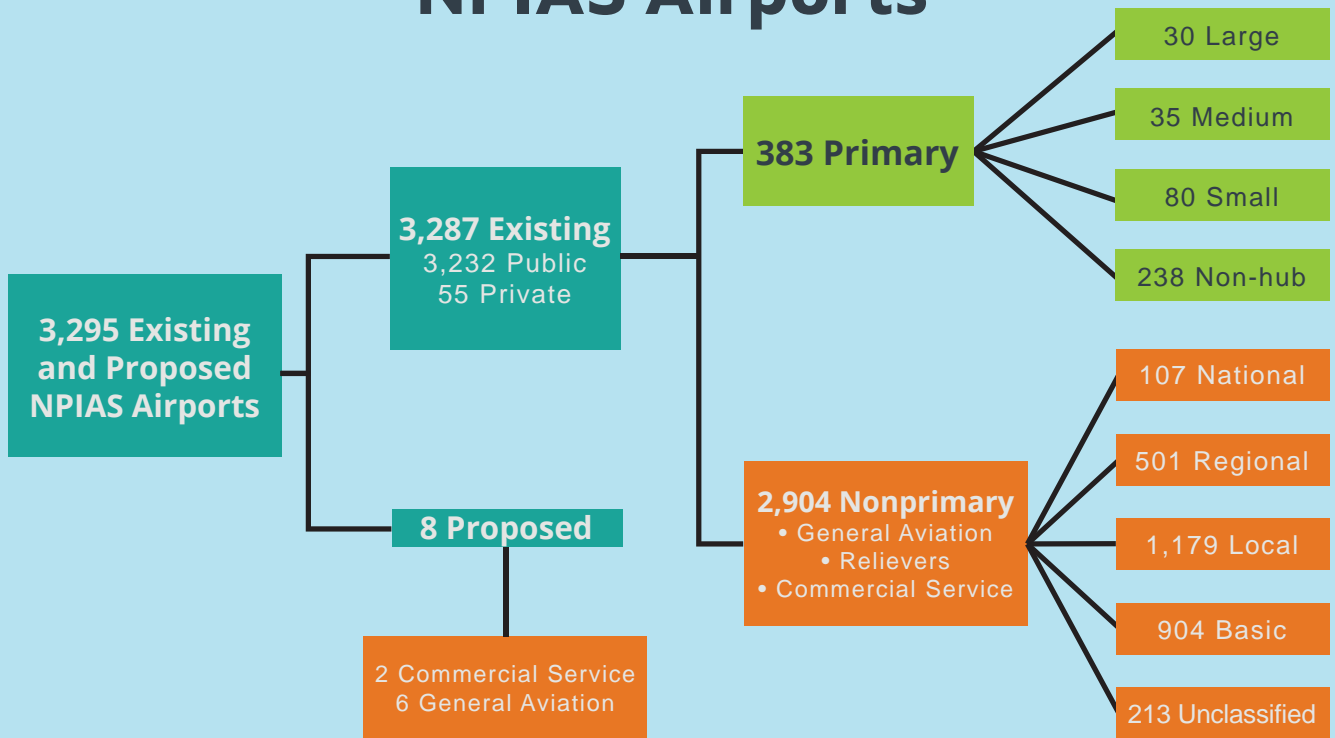 NPIAS Airports
3,295 Existing
and Proposed
NPIAS Airports
3,287 Existing
3,232 Public
55 Private
8 Proposed
2 Commercial Service
6 General Aviation
383 Primary
30 Large
35 Medium
80 Small
238 Non-hub
2,904 Nonprimary
• General Aviation
• Relievers
• Commercial Service
107 National
501 Regional
1,179 Local
904 Basic
213 Unclassified